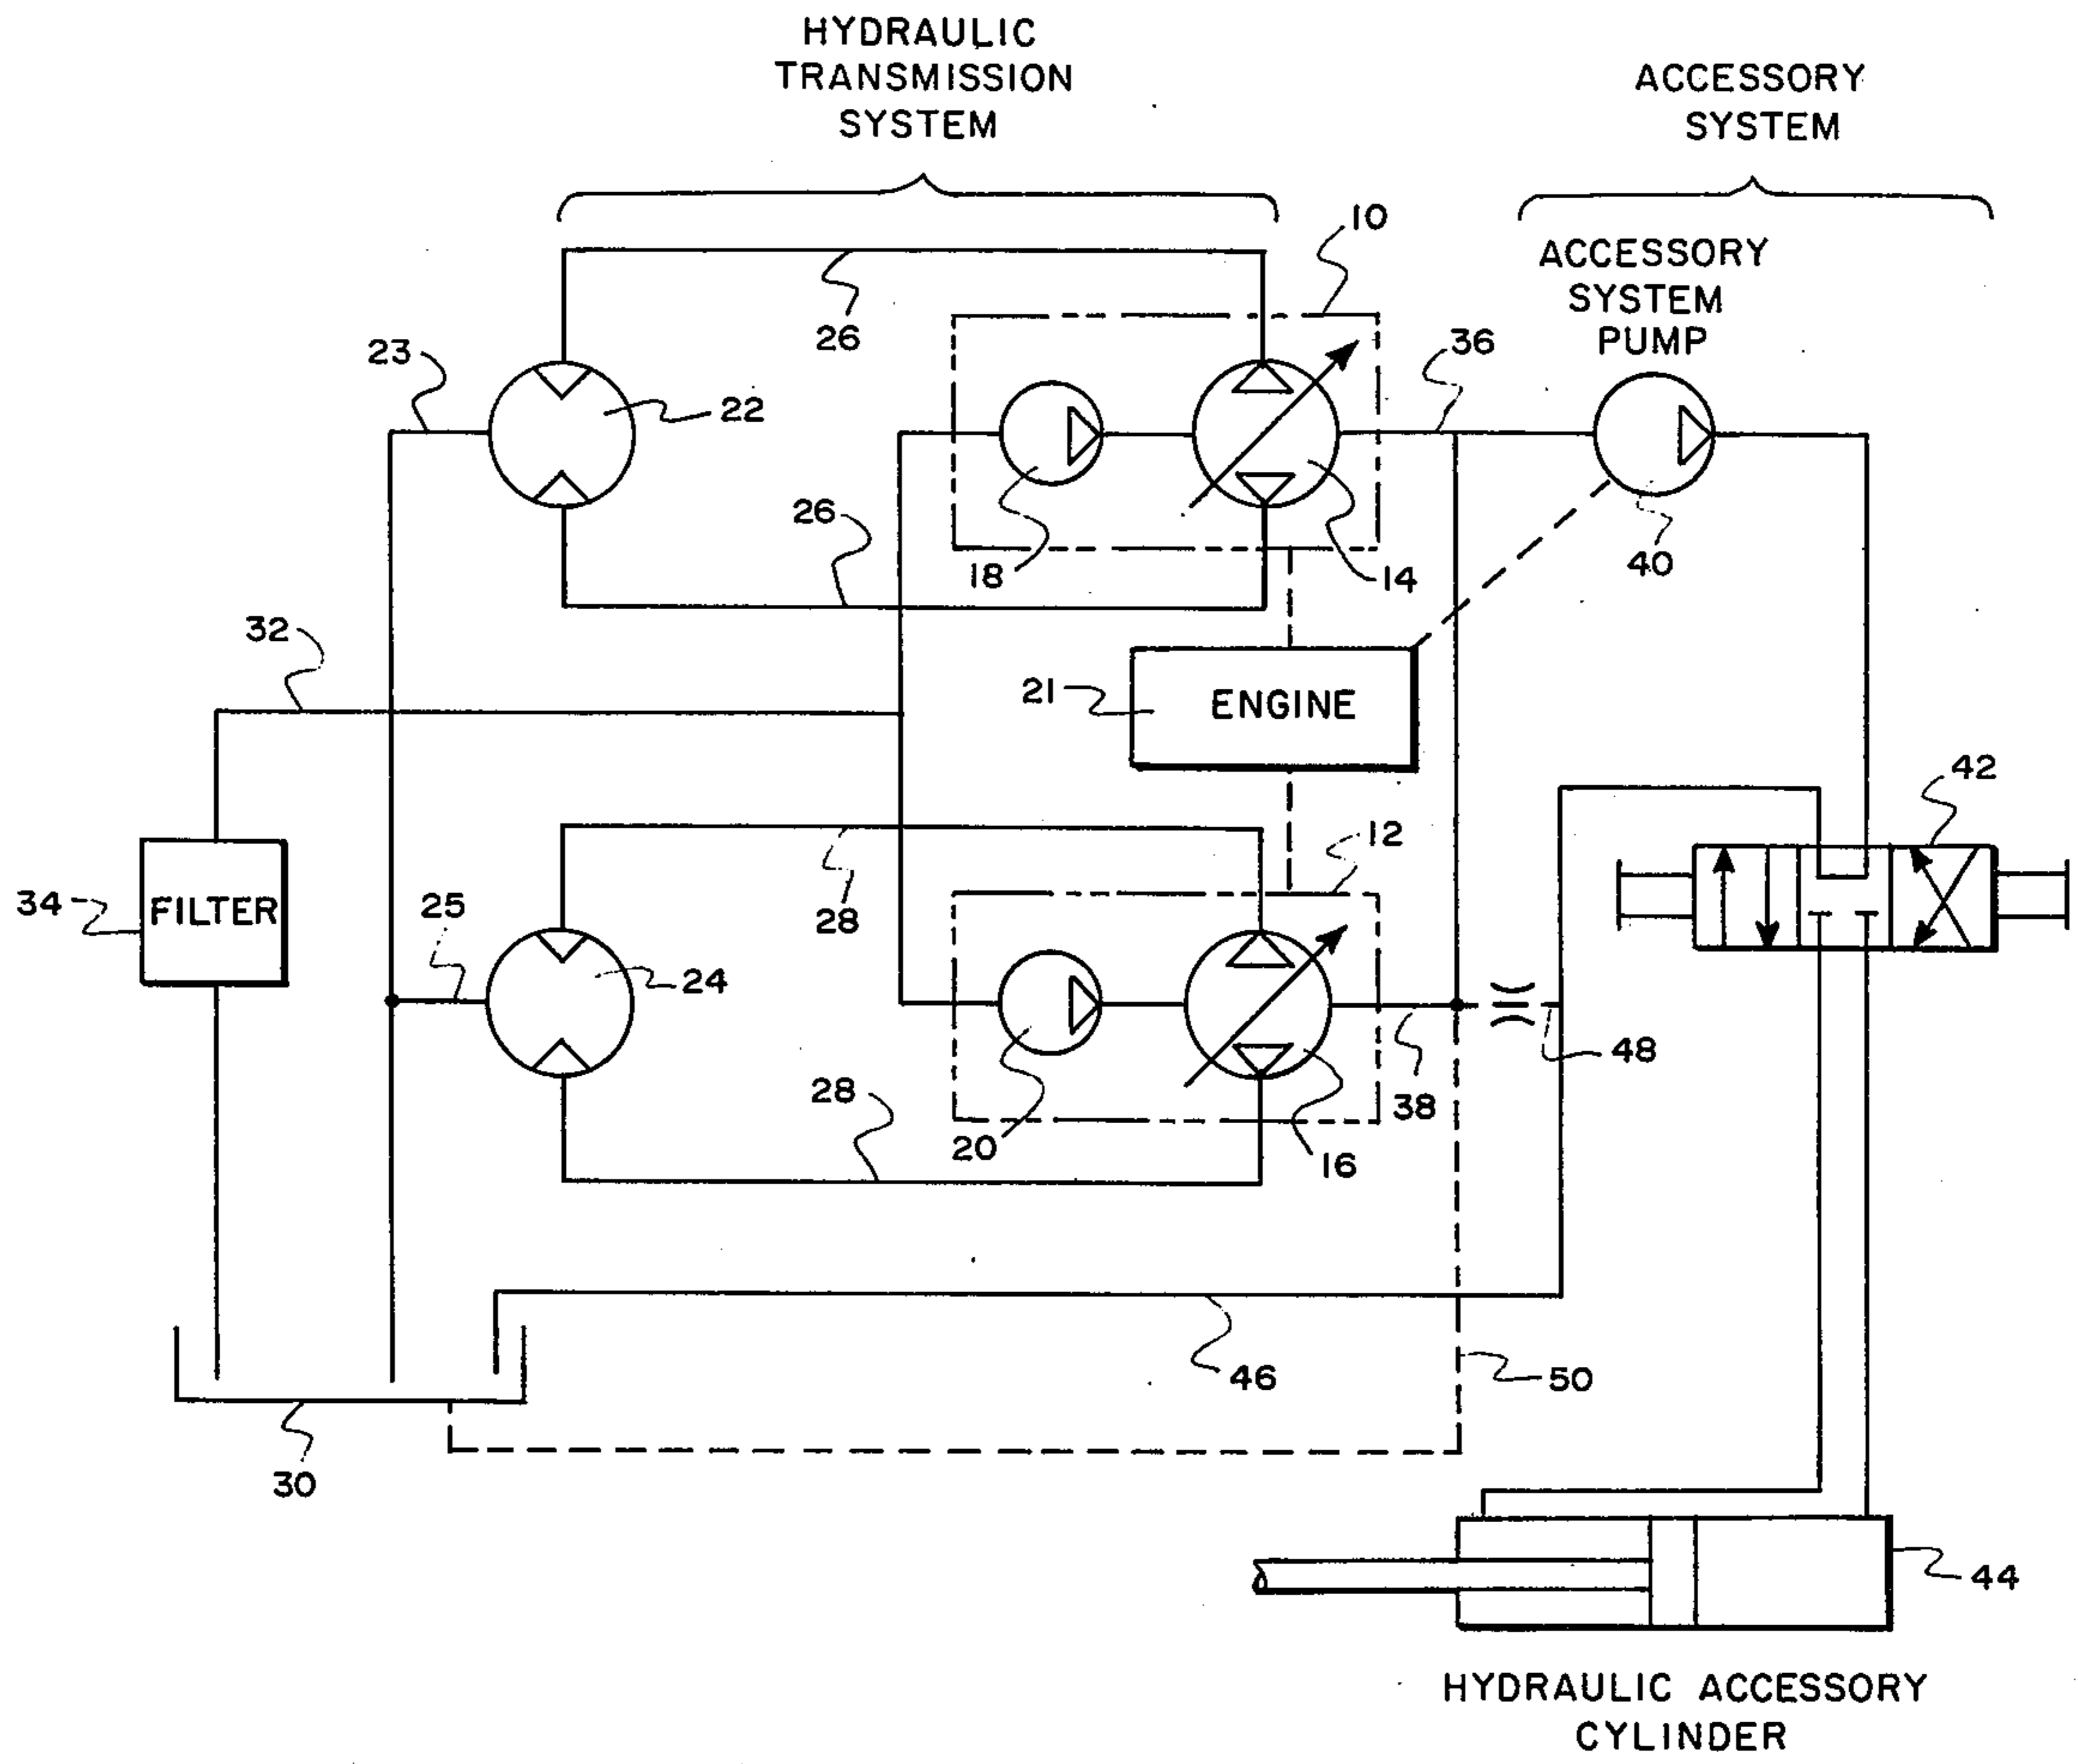 HYDRAULIC
TRANSMISSION
SYSTEM
ACCESSORY
SYSTEM
10
ACCESSORY
SYSTEM
PUMP
26
23
22
36
26
18
14
40
32
21
ENGINE
42
12
34
FILTER
25
28
24
48
28
38
20
16
46
50
30
44
HYDRAULIC ACCESSORY
CYLINDER